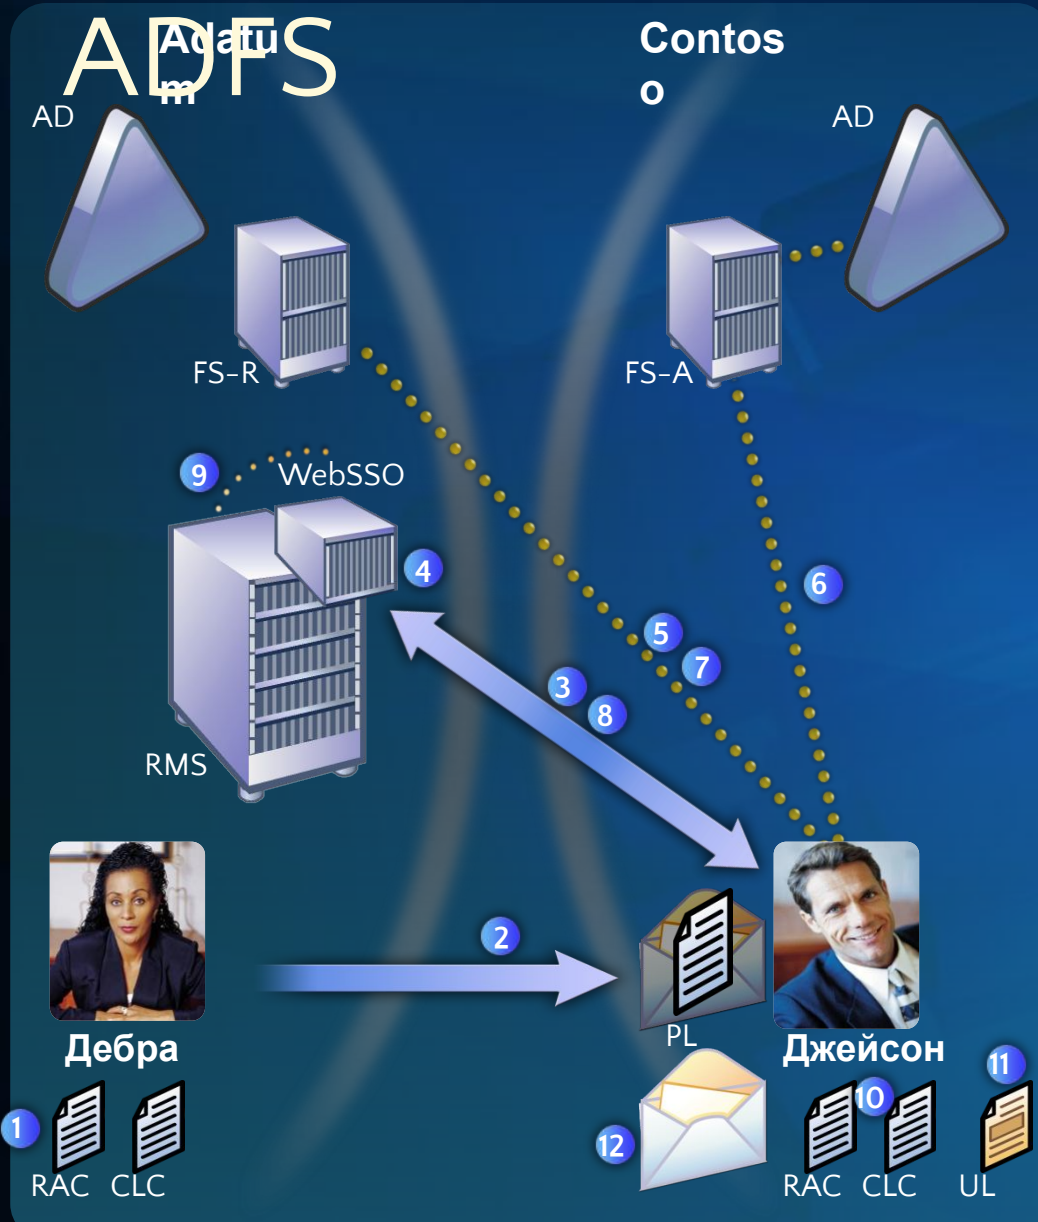 ADFS
Adatu
m
Contos
o
AD
AD
FS-R
FS-A
9
WebSSO
4
6
5
7
3
8
RMS
2
PL
Дебра
Джейсон
11
1
10
12
RAC CLC
RAC CLC UL